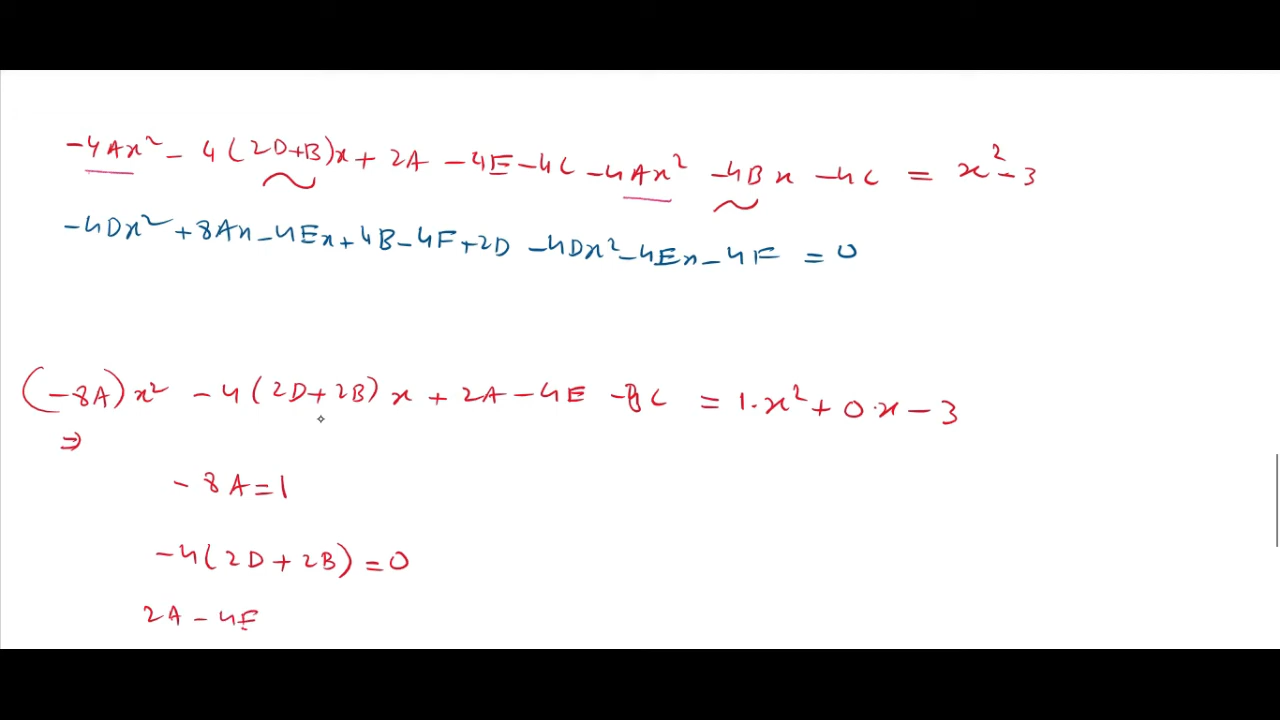 -4Ax² - 4(2D+B)x + 2A - 4E - 4C - 4Ax² - 4Bx - 4C = x² - 3
-4Dx² + 8Ax - 4Ex + 4B - 4F + 2D - 4Dx² - 4Ex - 4F = 0
(-8A)x² - 4(2D+2B)x + 2A - 4E - 8C = 1·x² + 0·x - 3
⇒
-8A = 1
-4(2D+2B) = 0
2A - 4E